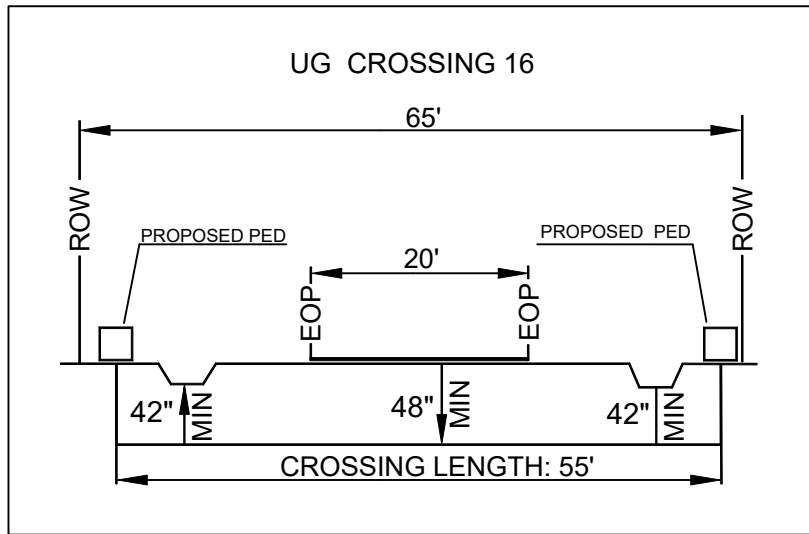 UG CROSSING 16
65'
ROW
ROW
PROPOSED PED
PROPOSED PED
20'
EOP
EOP
42"
MIN
48"
MIN
42"
MIN
CROSSING LENGTH: 55'